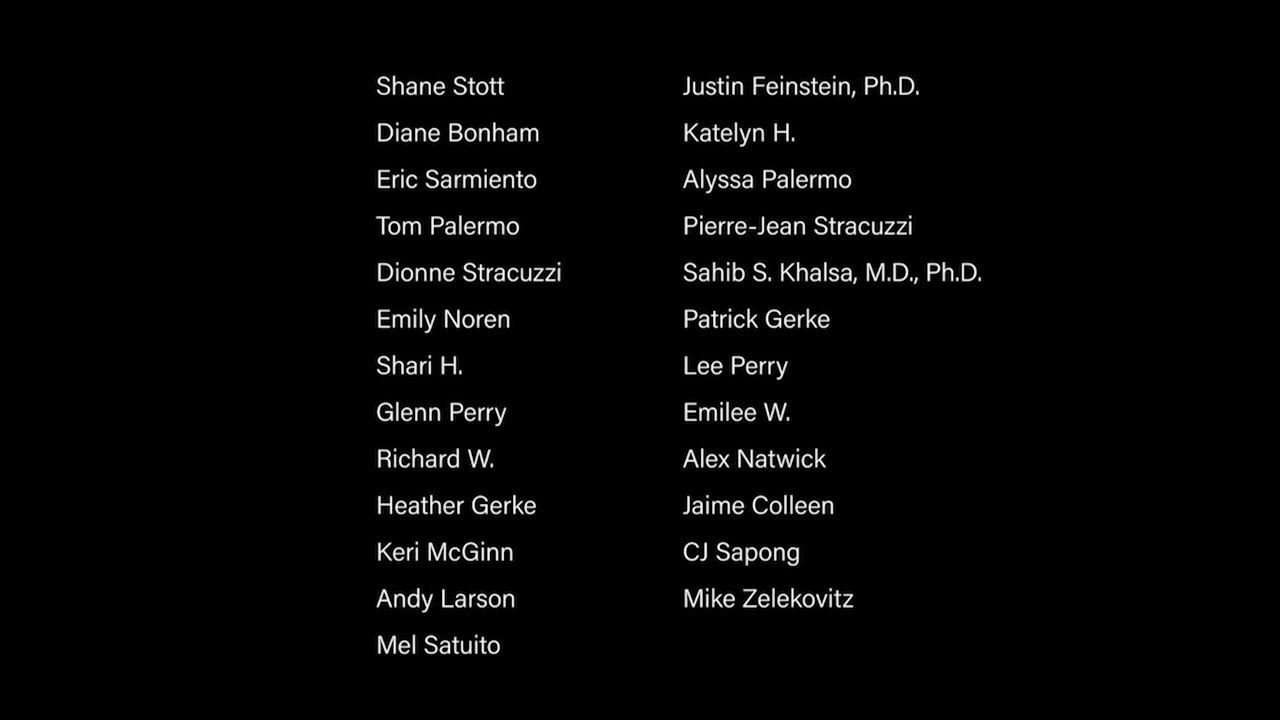 Shane Stott
Diane Bonham
Eric Sarmiento
Tom Palermo
Dionne Stracuzzi
Emily Noren
Shari H.
Glenn Perry
Richard W.
Heather Gerke
Keri McGinn
Andy Larson
Mel Satuito
Justin Feinstein, Ph.D.
Katelyn H.
Alyssa Palermo
Pierre-Jean Stracuzzi
Sahib S. Khalsa, M.D., Ph.D.
Patrick Gerke
Lee Perry
Emilee W.
Alex Natwick
Jaime Colleen
CJ Sapong
Mike Zelekovitz